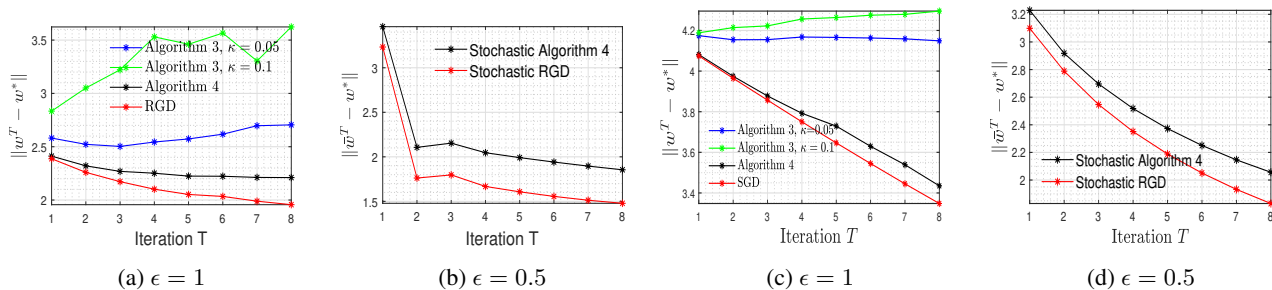 3.5
3
2.5
2
||w^T − w*||
Algorithm 3, κ = 0.05
Algorithm 3, κ = 0.1
Algorithm 4
RGD
1 2 3 4 5 6 7 8
Iteration T
(a) ϵ = 1
3
2.5
2
1.5
||w̄^T − w*||
Stochastic Algorithm 4
Stochastic RGD
1 2 3 4 5 6 7 8
Iteration T
(b) ϵ = 0.5
4.2
4
3.8
3.6
3.4
||w^T − w*||
Algorithm 3, κ=0.05
Algorithm 3, κ = 0.1
Algorithm 4
SGD
1 2 3 4 5 6 7 8
Iteration T
(c) ϵ = 1
3.2
3
2.8
2.6
2.4
2.2
2
||w̄^T − w*||
Stochastic Algorithm 4
Stochastic RGD
1 2 3 4 5 6 7 8
Iteration T
(d) ϵ = 0.5